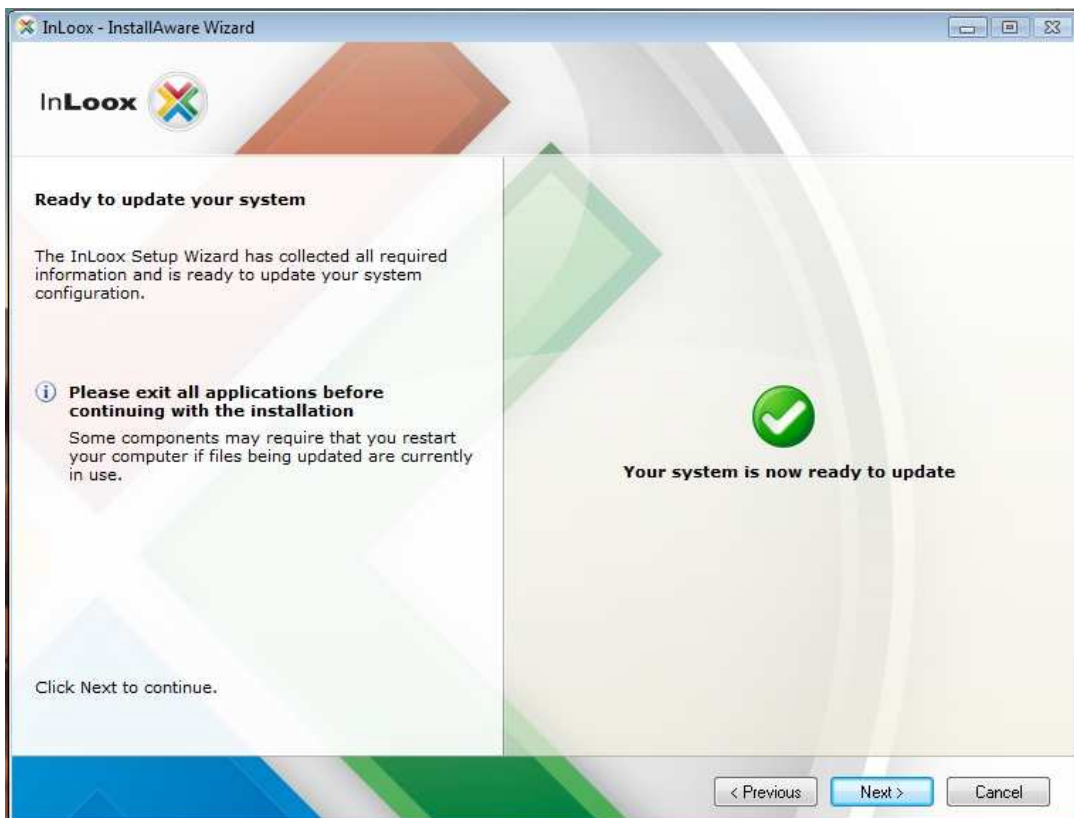 InLoox - InstallAware Wizard
InLoox
Ready to update your system
The InLoox Setup Wizard has collected all required
information and is ready to update your system
configuration.
Please exit all applications before
continuing with the installation
Some components may require that you restart
your computer if files being updated are currently
in use.
Your system is now ready to update
Click Next to continue.
< Previous
Next >
Cancel